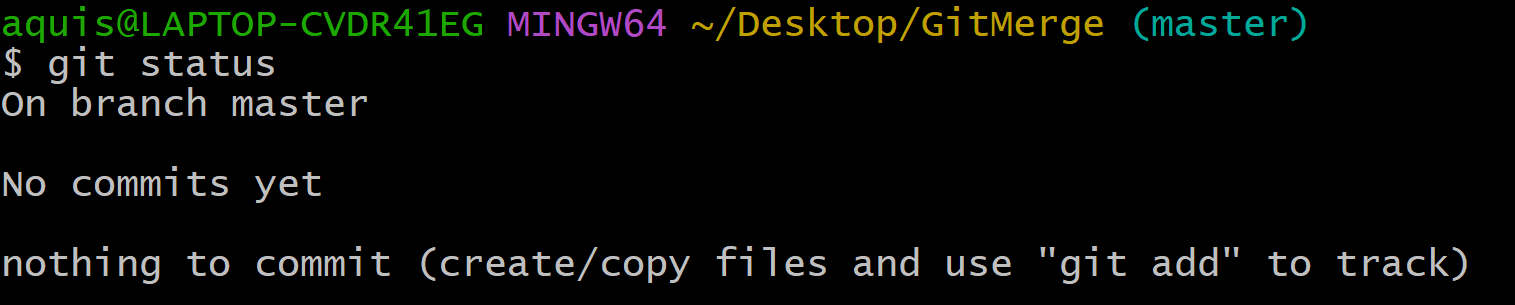 aquis@LAPTOP-CVDR41EG MINGW64 ~/Desktop/GitMerge (master)
$ git status
On branch master
No commits yet
nothing to commit (create/copy files and use "git add" to track)